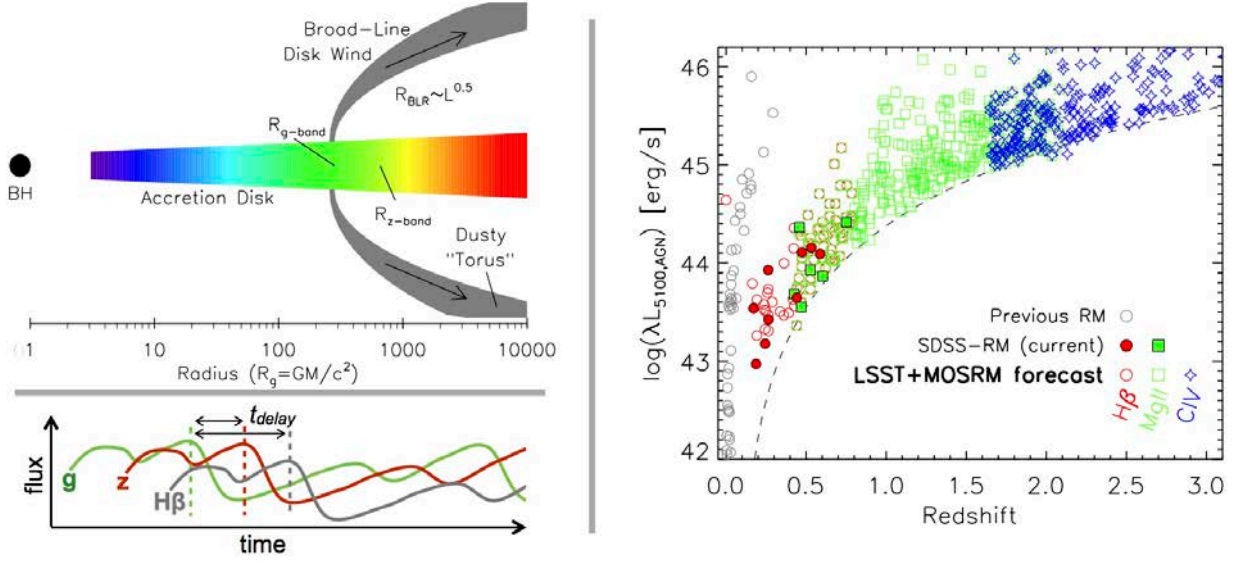 Broad-Line
Disk Wind
R_BLR~L^0.5
R_g-band
BH
Accretion Disk
R_z-band
Dusty
"Torus"
1 10 100 1000 10000
Radius (R_g=GM/c²)
t_delay
flux
g
z
Hβ
time
log(λL_5100,AGN) [erg/s]
46
45
44
43
42
Previous RM
SDSS-RM (current)
LSST+MOSRM forecast
Hβ
MgII
CIV
0.0 0.5 1.0 1.5 2.0 2.5 3.0
Redshift